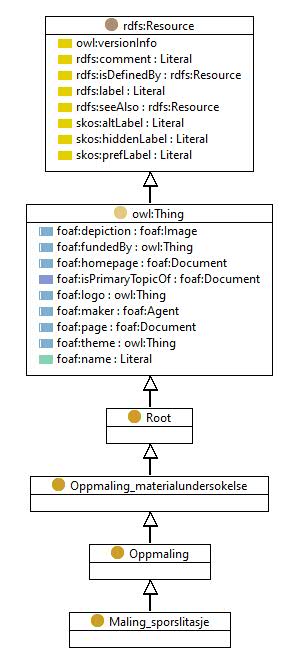 rdfs:Resource
owl:versionInfo
rdfs:comment : Literal
rdfs:isDefinedBy : rdfs:Resource
rdfs:label : Literal
rdfs:seeAlso : rdfs:Resource
skos:altLabel : Literal
skos:hiddenLabel : Literal
skos:prefLabel : Literal
owl:Thing
foaf:depiction : foaf:Image
foaf:fundedBy : owl:Thing
foaf:homepage : foaf:Document
foaf:isPrimaryTopicOf : foaf:Document
foaf:logo : owl:Thing
foaf:maker : foaf:Agent
foaf:page : foaf:Document
foaf:theme : owl:Thing
foaf:name : Literal
Root
Oppmaling_materialundersokelse
Oppmaling
Maling_sporslitasje